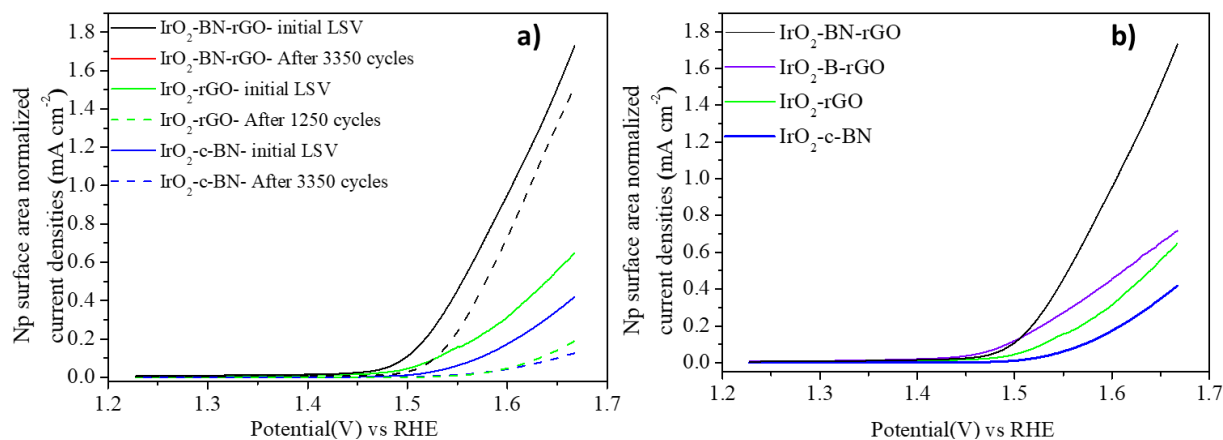 a)
IrO2-BN-rGO- initial LSV
IrO2-BN-rGO- After 3350 cycles
IrO2-rGO- initial LSV
IrO2-rGO- After 1250 cycles
IrO2-c-BN- initial LSV
IrO2-c-BN- After 3350 cycles
Np surface area normalized
current densities (mA cm-2)
1.8
1.6
1.4
1.2
1.0
0.8
0.6
0.4
0.2
0.0
1.2 1.3 1.4 1.5 1.6 1.7
Potential(V) vs RHE
b)
IrO2-BN-rGO
IrO2-B-rGO
IrO2-rGO
IrO2-c-BN
Np surface area normalized
current densities (mA cm-2)
1.8
1.6
1.4
1.2
1.0
0.8
0.6
0.4
0.2
0.0
1.2 1.3 1.4 1.5 1.6 1.7
Potential(V) vs RHE